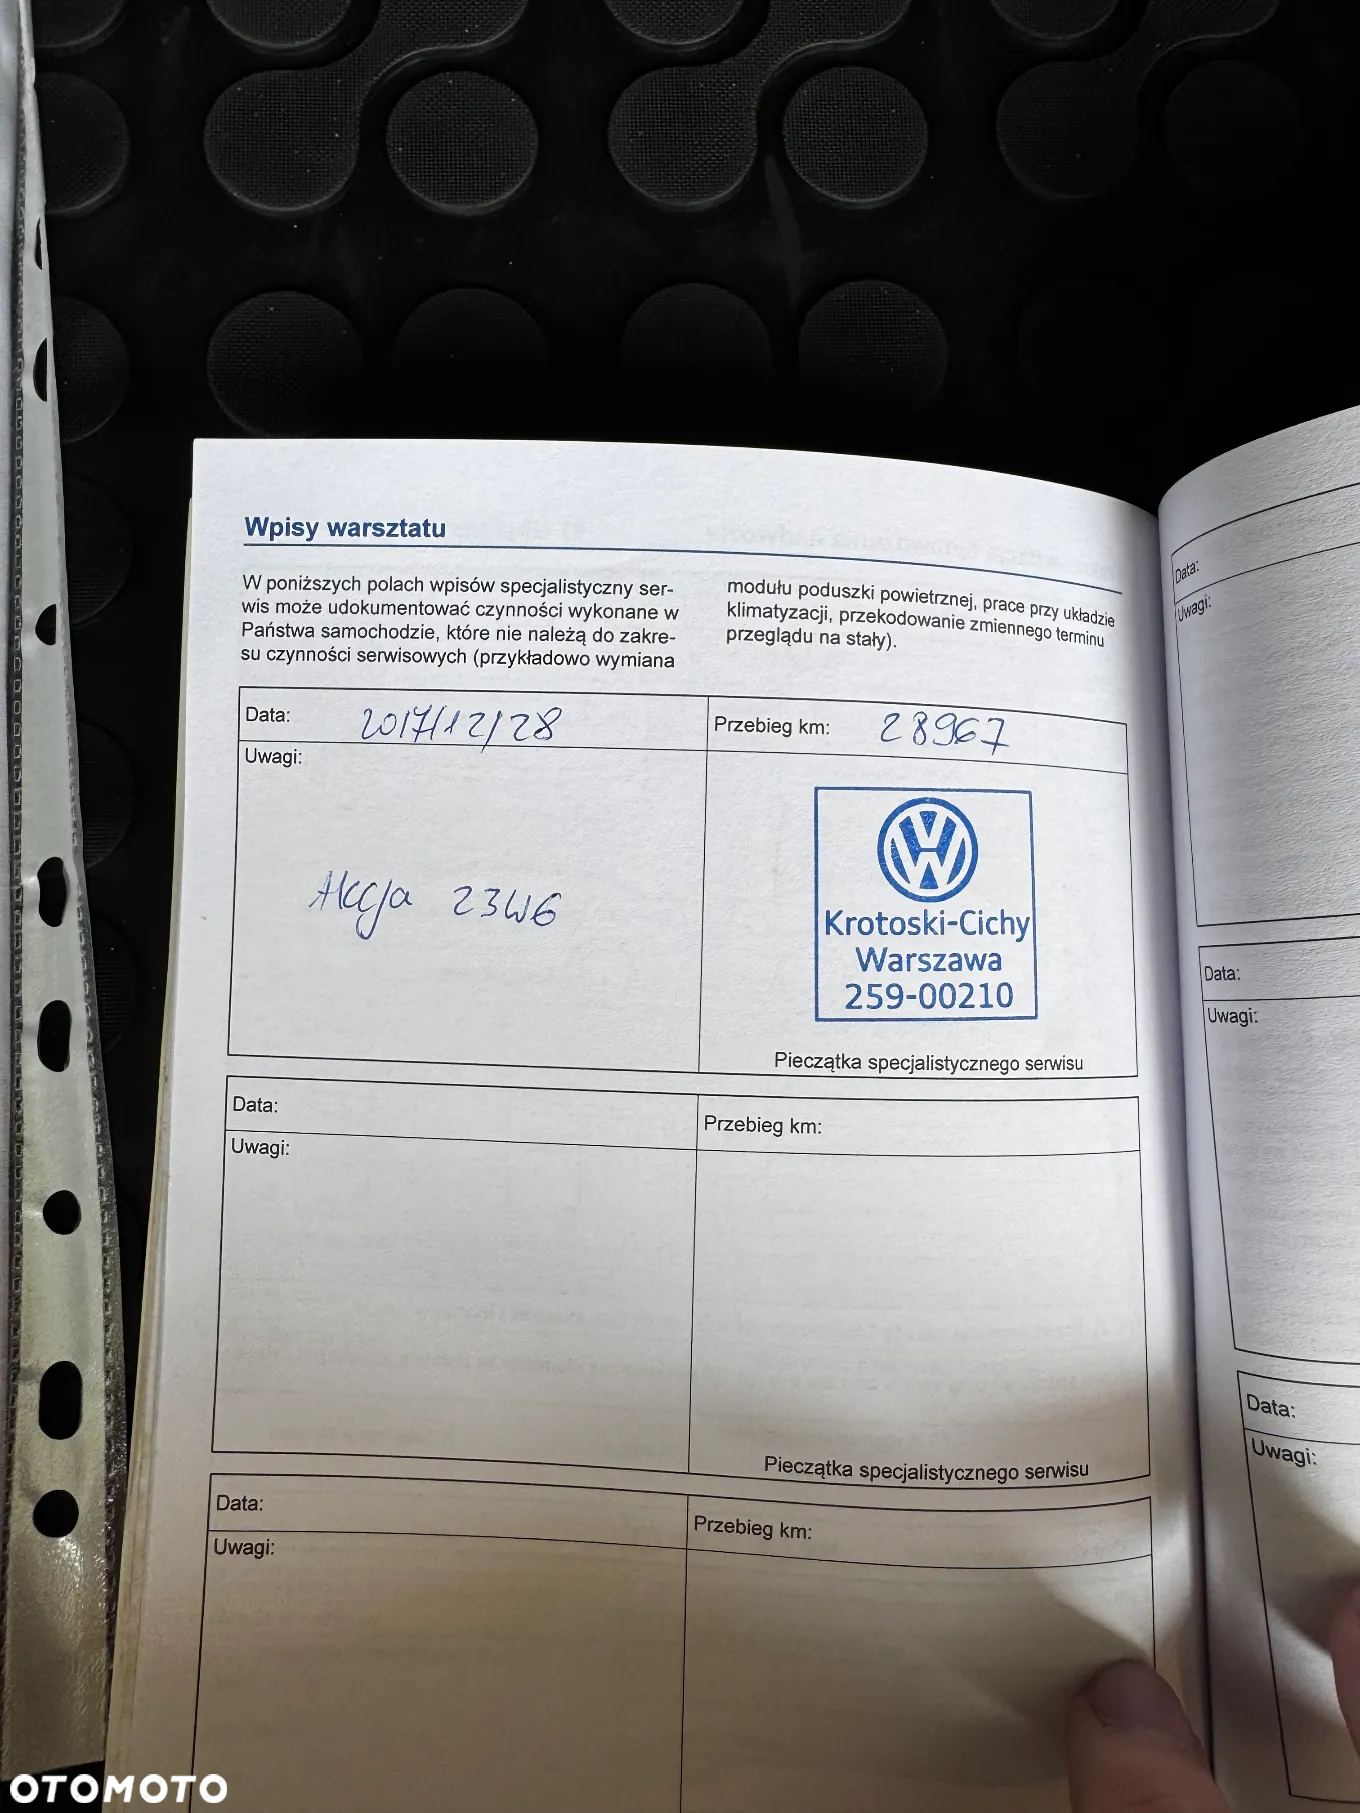 Wpisy warsztatu
W poniższych polach wpisów specjalistyczny ser-
wis może udokumentować czynności wykonane w
Państwa samochodzie, które nie należą do zakre-
su czynności serwisowych (przykładowo wymiana
modułu poduszki powietrznej, prace przy układzie
klimatyzacji, przekodowanie zmiennego terminu
przeglądu na stały).
Data: 2017/12/28
Przebieg km: 28967
Uwagi:
Akcja 23W6
Krotoski-Cichy
Warszawa
259-00210
Pieczątka specjalistycznego serwisu
Data:
Przebieg km:
Uwagi:
Pieczątka specjalistycznego serwisu
Data:
Przebieg km:
Uwagi:
Data:
Uwagi:
Data:
Uwagi:
Data:
Uwagi:
OTOMOTO